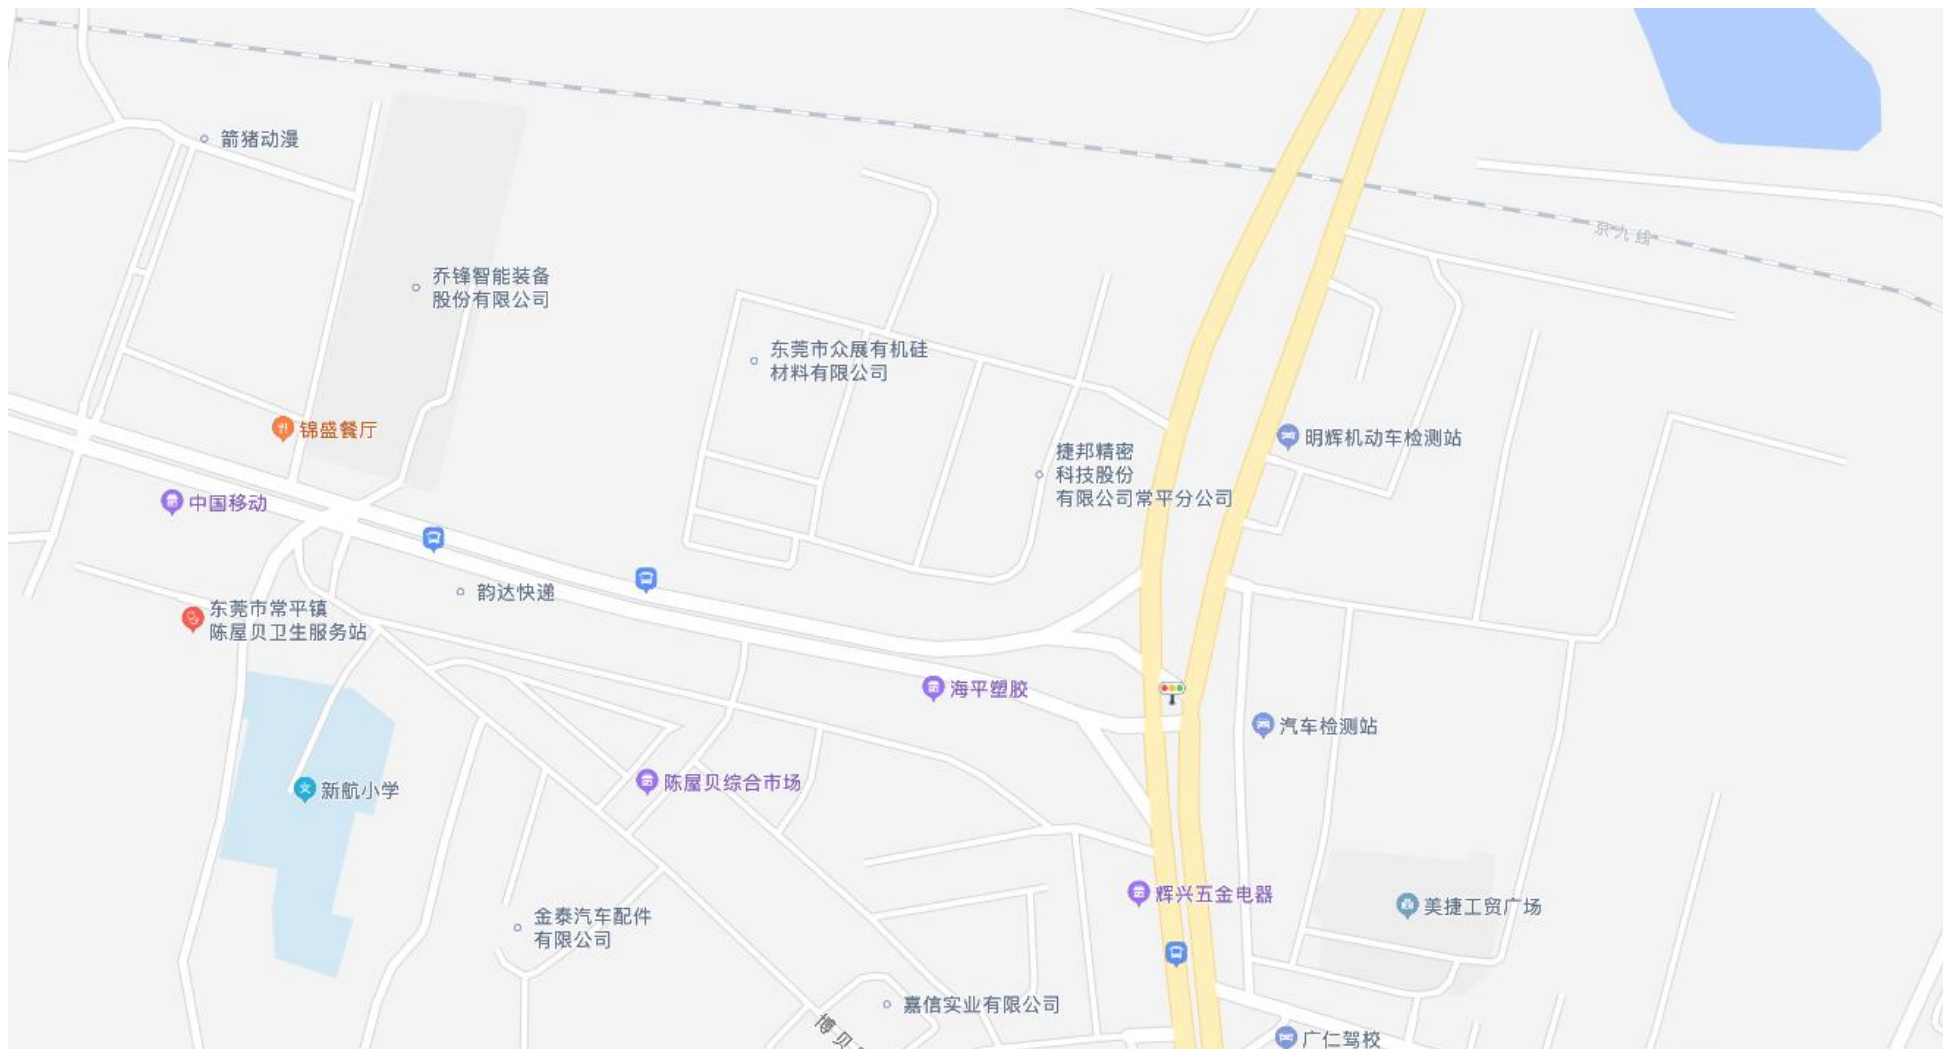 箭猪动漫
京九线
乔锋智能装备
股份有限公司
东莞市众展有机硅
材料有限公司
锦盛餐厅
明辉机动车检测站
捷邦精密
科技股份
有限公司常平分公司
中国移动
韵达快递
东莞市常平镇
陈屋贝卫生服务站
海平塑胶
汽车检测站
陈屋贝综合市场
新航小学
辉兴五金电器
美捷工贸广场
金泰汽车配件
有限公司
嘉信实业有限公司
博贝
广仁驾校